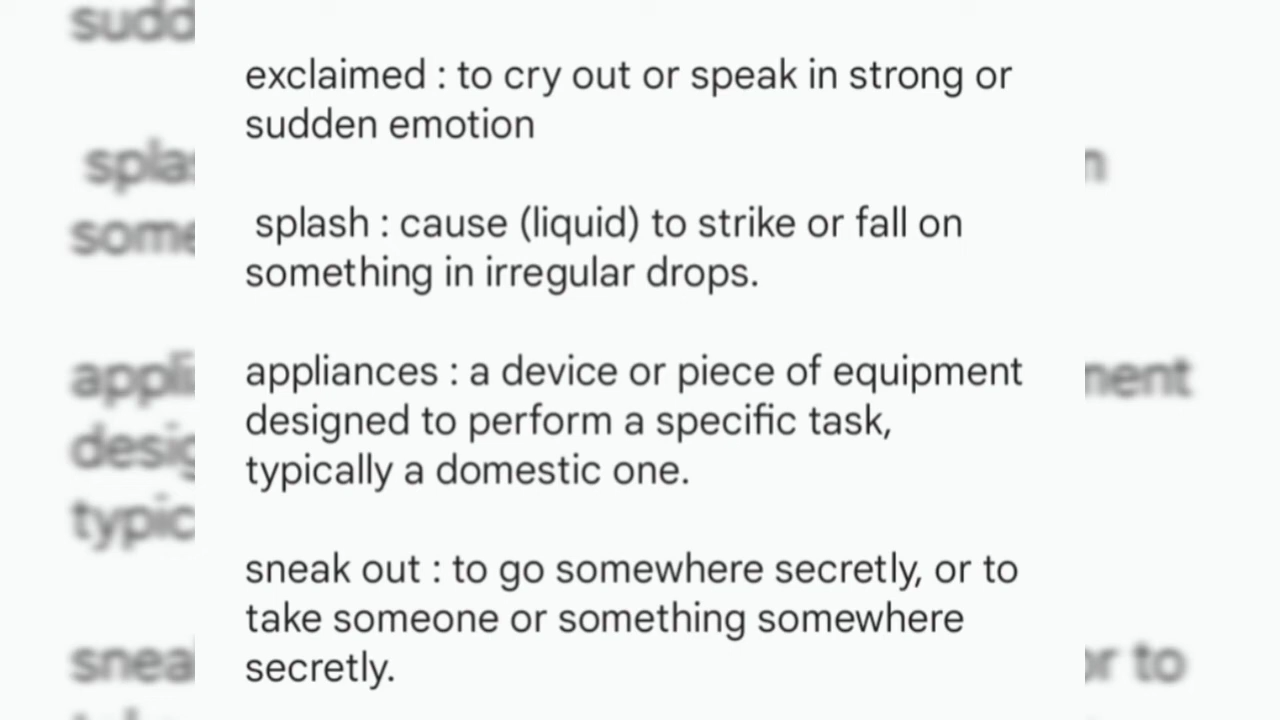 exclaimed : to cry out or speak in strong or
sudden emotion
splash : cause (liquid) to strike or fall on
something in irregular drops.
appliances : a device or piece of equipment
designed to perform a specific task,
typically a domestic one.
sneak out : to go somewhere secretly, or to
take someone or something somewhere
secretly.